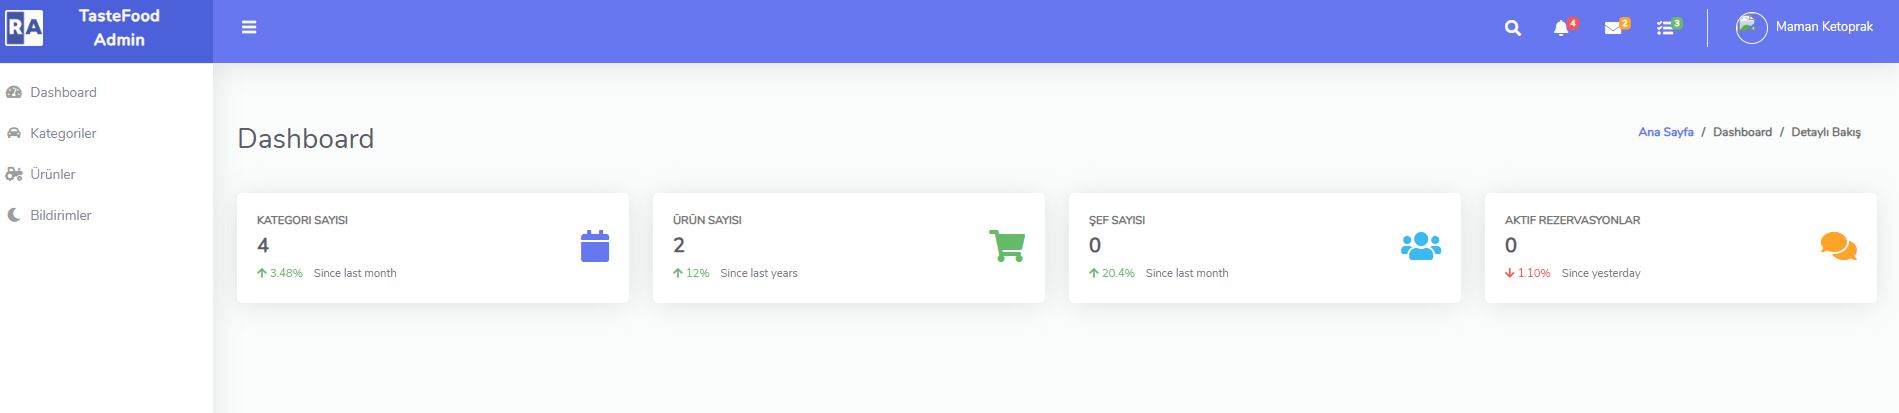 RA
TasteFood
Admin
4
2
3
Maman Ketoprak
Dashboard
Kategoriler
Ürünler
Bildirimler
Dashboard
Ana Sayfa / Dashboard / Detaylı Bakış
KATEGORI SAYISI
4
3.48% Since last month
ÜRÜN SAYISI
2
12% Since last years
ŞEF SAYISI
0
20.4% Since last month
AKTIF REZERVASYONLAR
0
1.10% Since yesterday